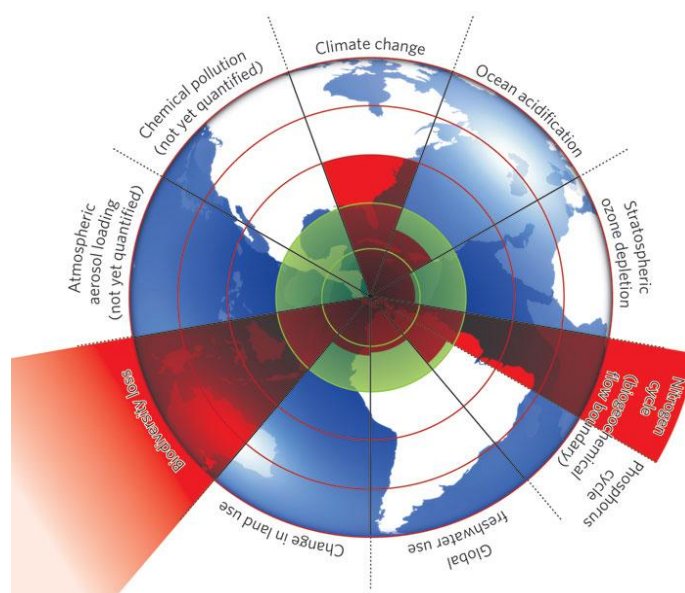 Climate change
Ocean acidification
Stratospheric
ozone depletion
Nitrogen
cycle
(biogeochemical
flow boundary)
Phosphorus
cycle
Global
freshwater use
Change in land use
Biodiversity loss
Atmospheric
aerosol loading
(not yet quantified)
Chemical pollution
(not yet quantified)